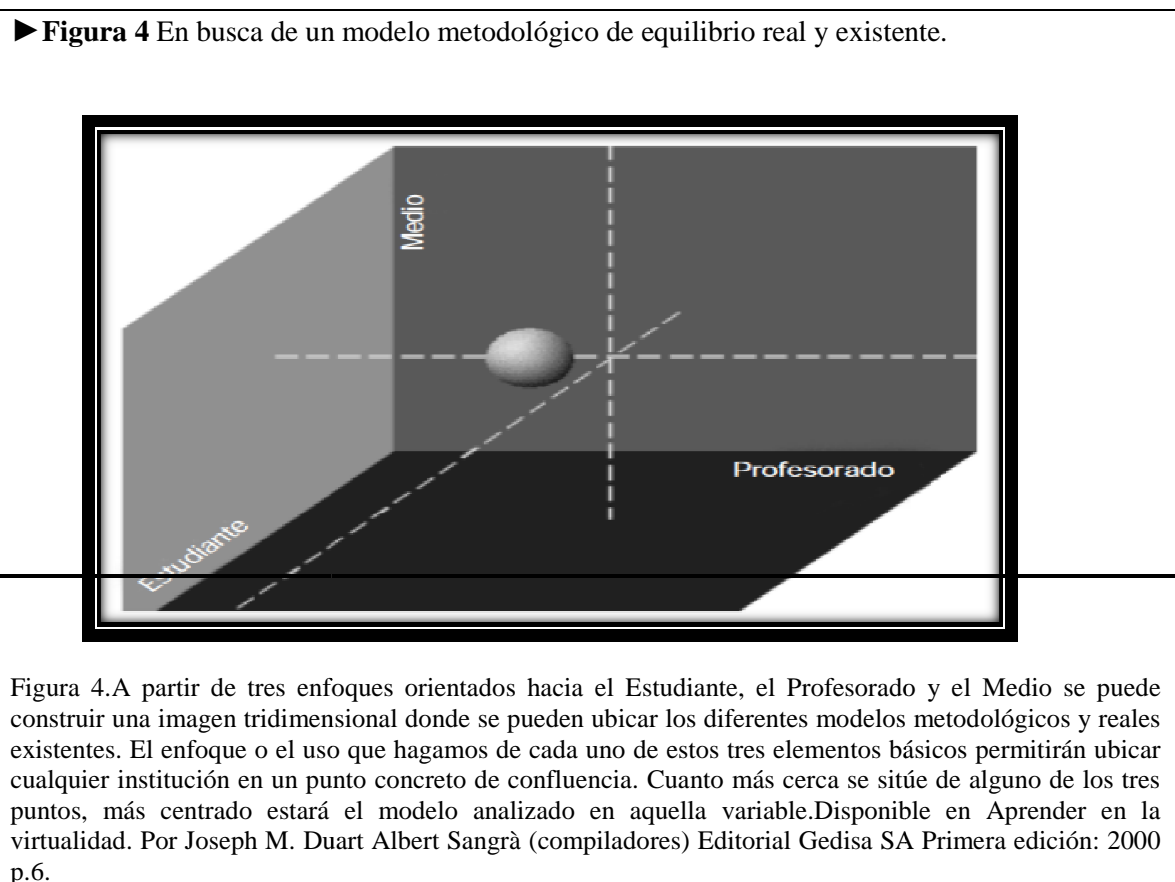 ►Figura 4 En busca de un modelo metodológico de equilibrio real y existente.
Medio
Profesorado
Estudiante
Figura 4.A partir de tres enfoques orientados hacia el Estudiante, el Profesorado y el Medio se puede
construir una imagen tridimensional donde se pueden ubicar los diferentes modelos metodológicos y reales
existentes. El enfoque o el uso que hagamos de cada uno de estos tres elementos básicos permitirán ubicar
cualquier institución en un punto concreto de confluencia. Cuanto más cerca se sitúe de alguno de los tres
puntos, más centrado estará el modelo analizado en aquella variable.Disponible en Aprender en la
virtualidad. Por Joseph M. Duart Albert Sangrà (compiladores) Editorial Gedisa SA Primera edición: 2000
p.6.